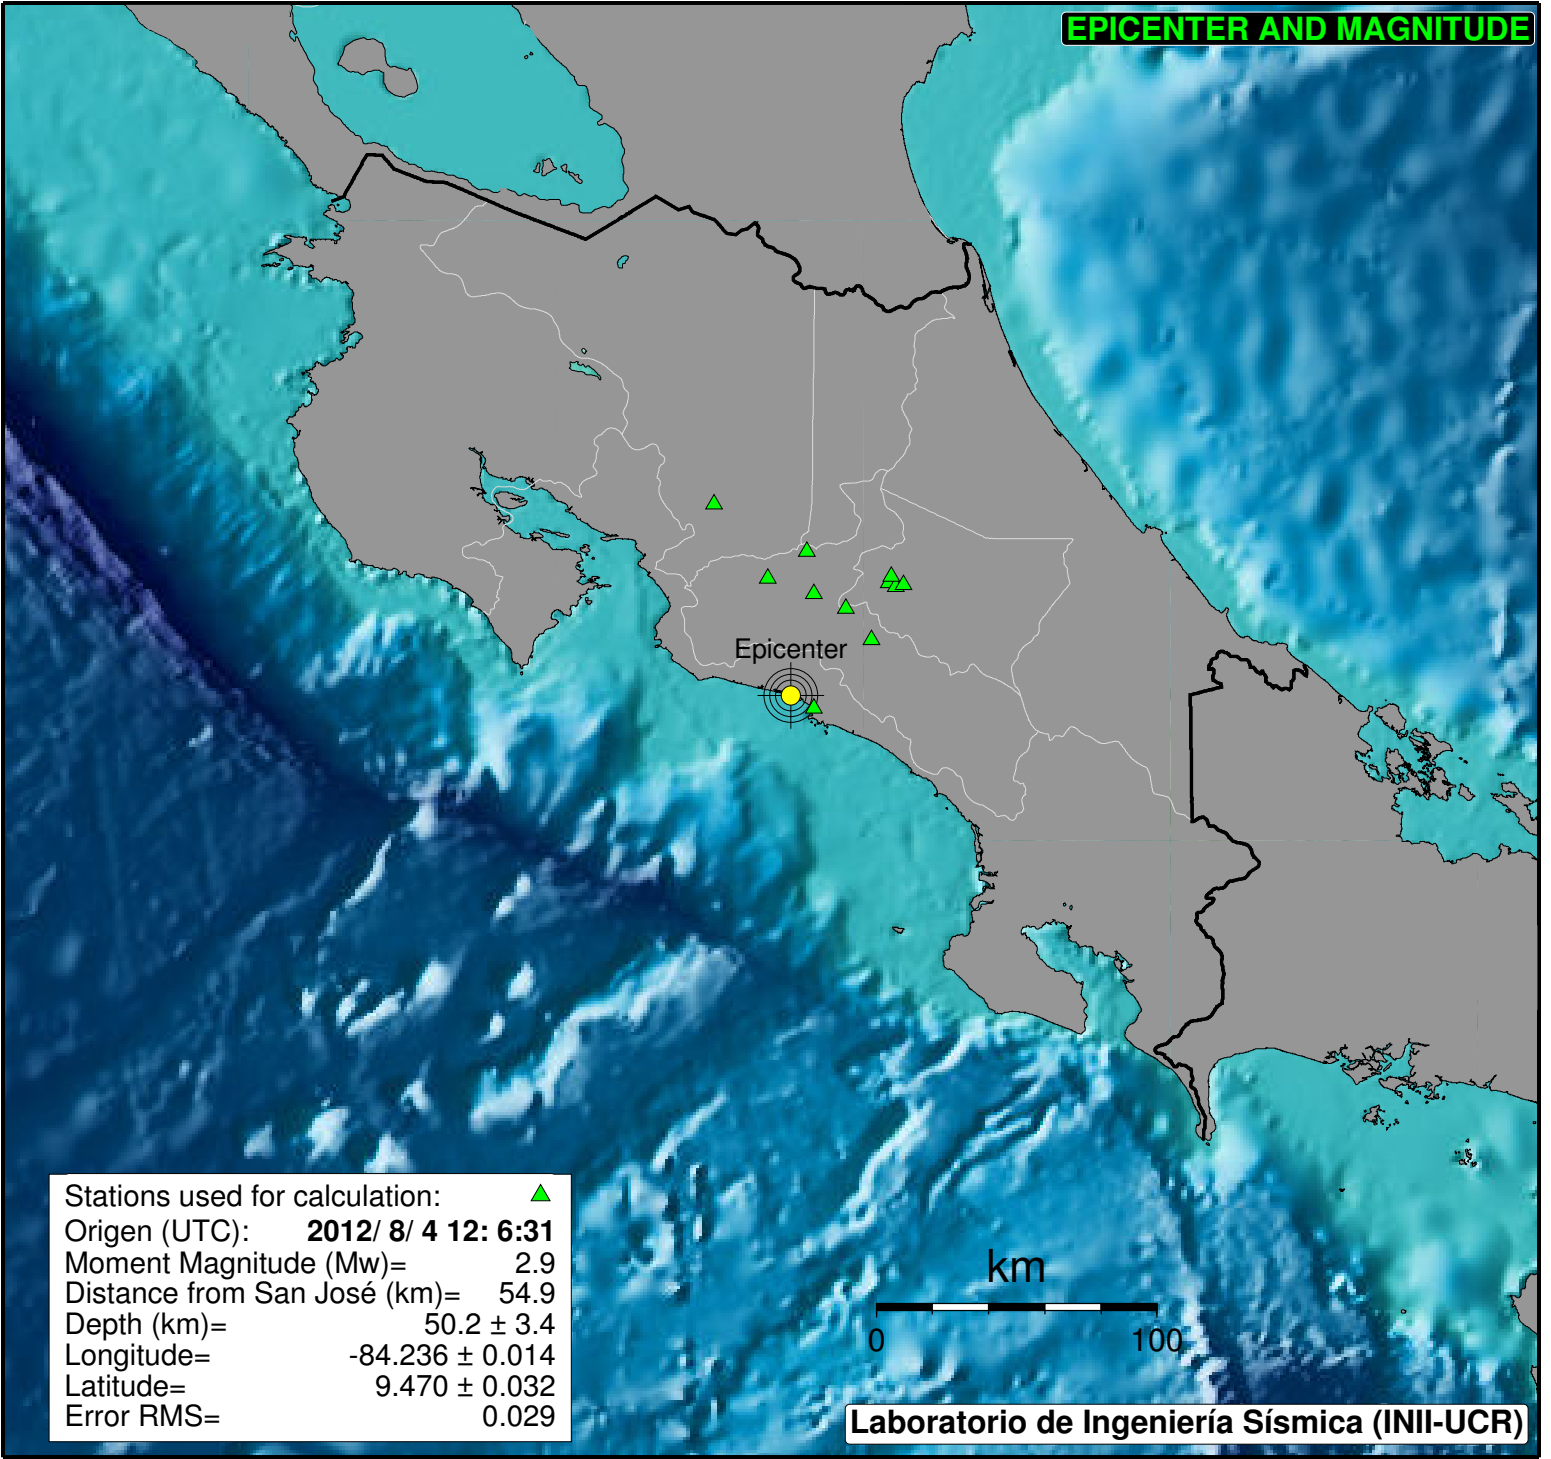 EPICENTER AND MAGNITUDE
Epicenter
Stations used for calculation:
Origen (UTC): 2012/ 8/ 4 12: 6:31
Moment Magnitude (Mw)= 2.9
Distance from San José (km)= 54.9
Depth (km)= 50.2 ± 3.4
Longitude= -84.236 ± 0.014
Latitude= 9.470 ± 0.032
Error RMS= 0.029
km
0 100
Laboratorio de Ingeniería Sísmica (INII-UCR)